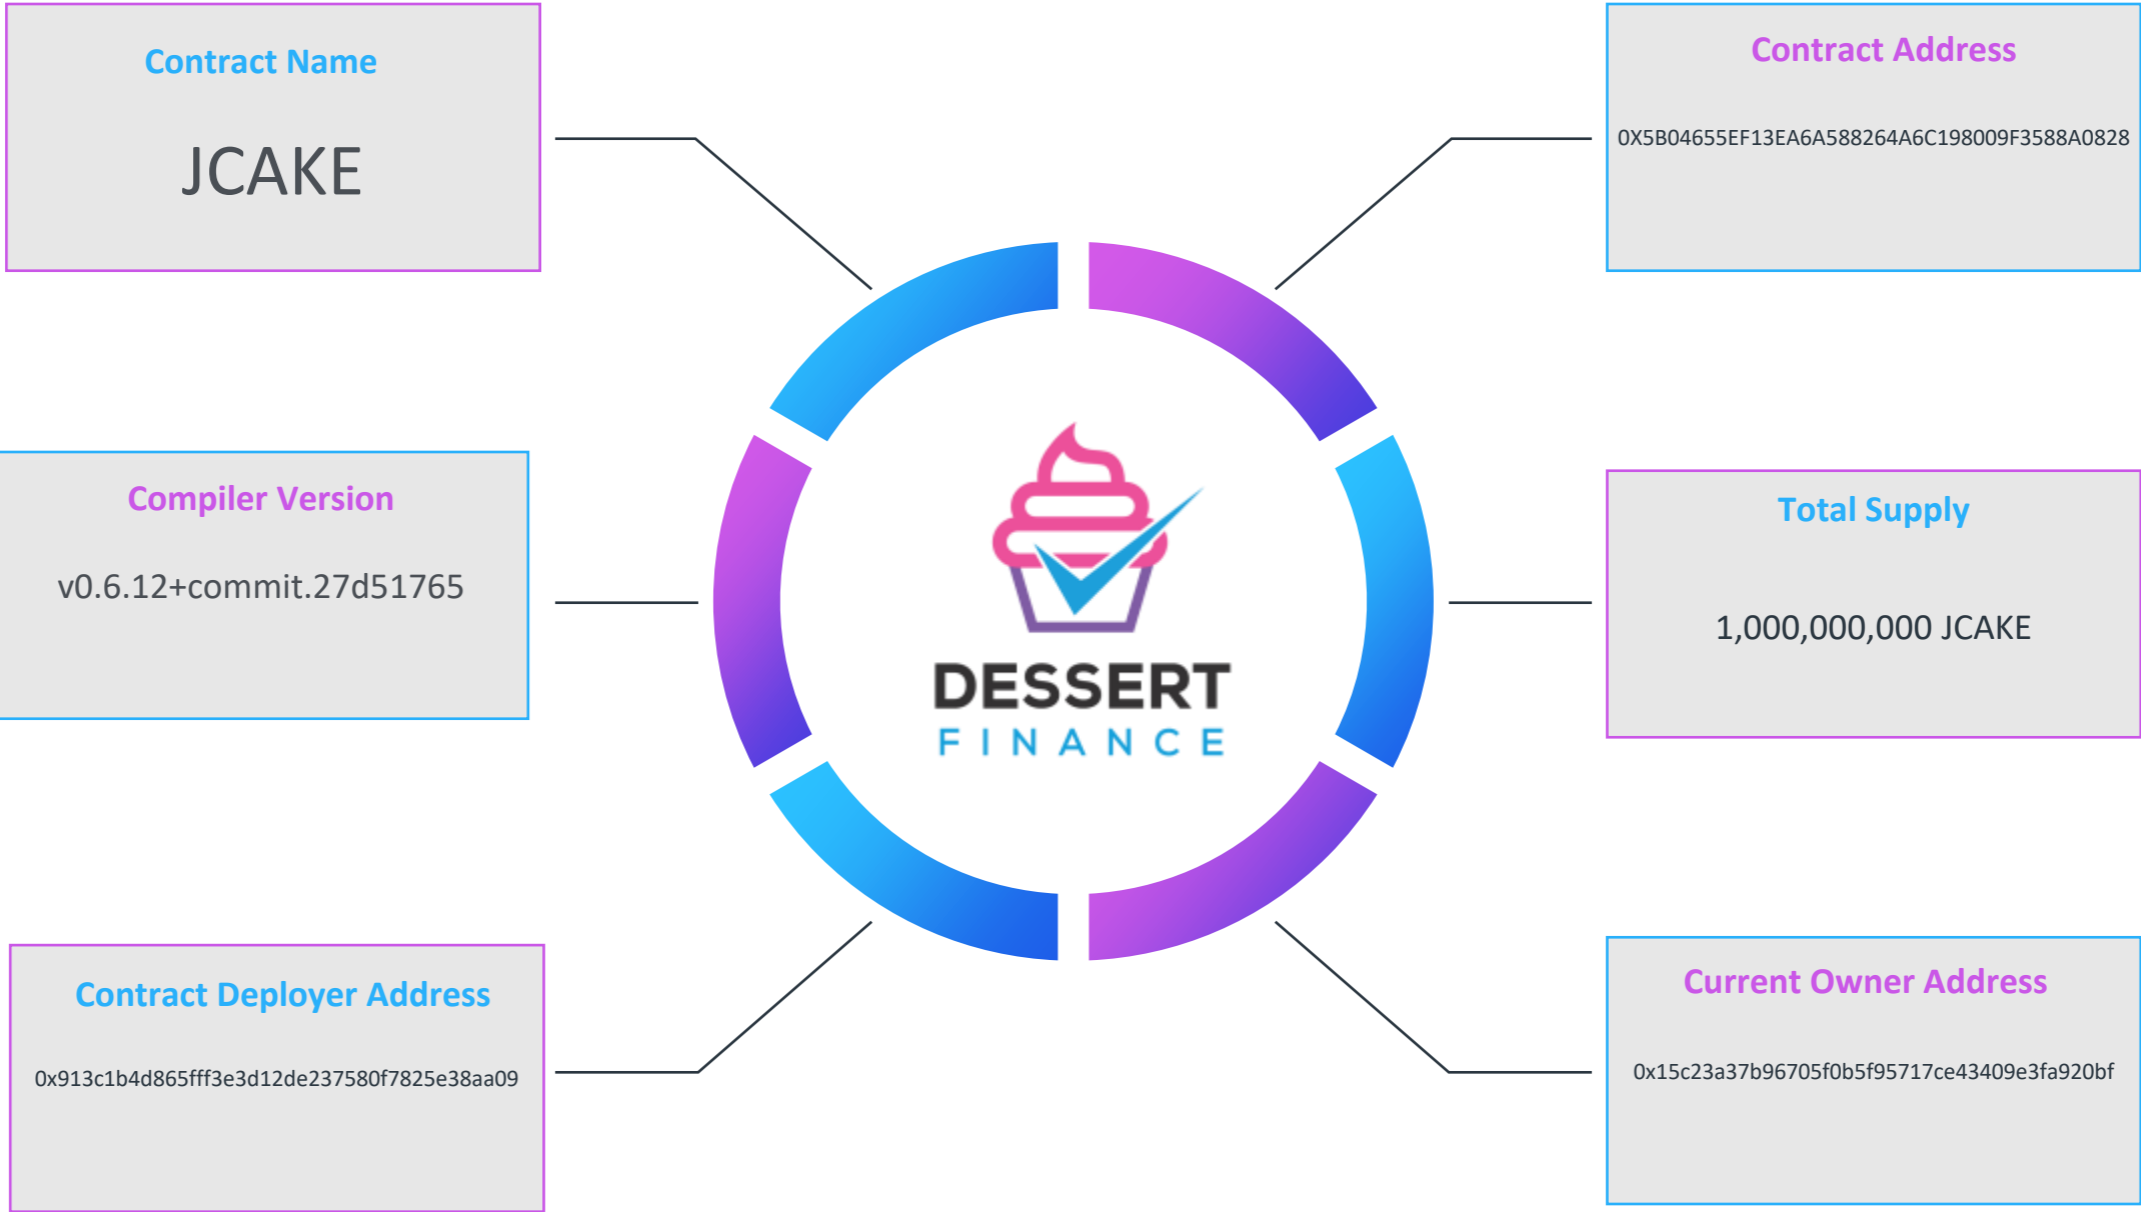 Contract Name
JCAKE
Contract Address
0X5B04655EF13EA6A588264A6C198009F3588A0828
Compiler Version
v0.6.12+commit.27d51765
Total Supply
1,000,000,000 JCAKE
DESSERT
FINANCE
Contract Deployer Address
0x913c1b4d865fff3e3d12de237580f7825e38aa09
Current Owner Address
0x15c23a37b96705f0b5f95717ce43409e3fa920bf